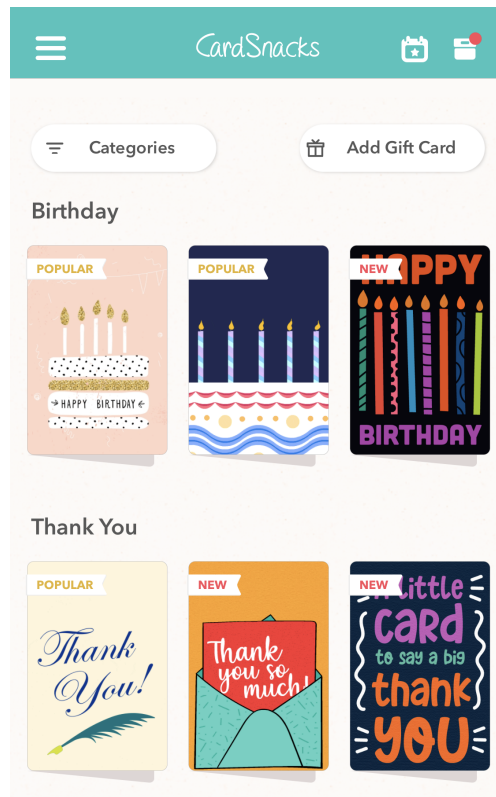 CardSnacks
Categories
Add Gift Card
Birthday
POPULAR
HAPPY BIRTHDAY
POPULAR
NEW
HAPPY
BIRTHDAY
Thank You
POPULAR
Thank
You!
NEW
Thank
you so
much!
NEW
little
CARD
to say a big
thank
YOU